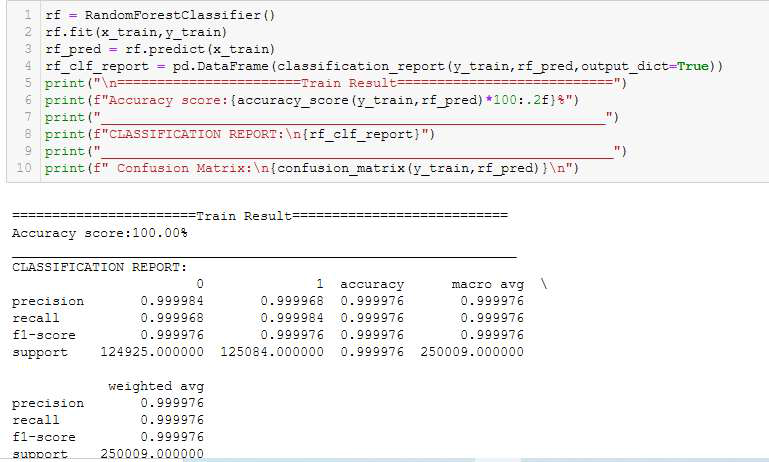 1 rf = RandomForestClassifier()
2 rf.fit(x_train,y_train)
3 rf_pred = rf.predict(x_train)
4 rf_clf_report = pd.DataFrame(classification_report(y_train,rf_pred,output_dict=True))
5 print("\n=======================Train Result===========================")
6 print(f"Accuracy score:{accuracy_score(y_train,rf_pred)*100:.2f}%")
7 print("_______________________________________________________________")
8 print(f"CLASSIFICATION REPORT:\n{rf_clf_report}")
9 print("________________________________________________________________")
10 print(f" Confusion Matrix:\n{confusion_matrix(y_train,rf_pred)}\n")
=======================Train Result===========================
Accuracy score:100.00%
_______________________________________________________________
CLASSIFICATION REPORT:
0 1 accuracy macro avg \
precision 0.999984 0.999968 0.999976 0.999976
recall 0.999968 0.999984 0.999976 0.999976
f1-score 0.999976 0.999976 0.999976 0.999976
support 124925.000000 125084.000000 0.999976 250009.000000
weighted avg
precision 0.999976
recall 0.999976
f1-score 0.999976
support 250009.000000